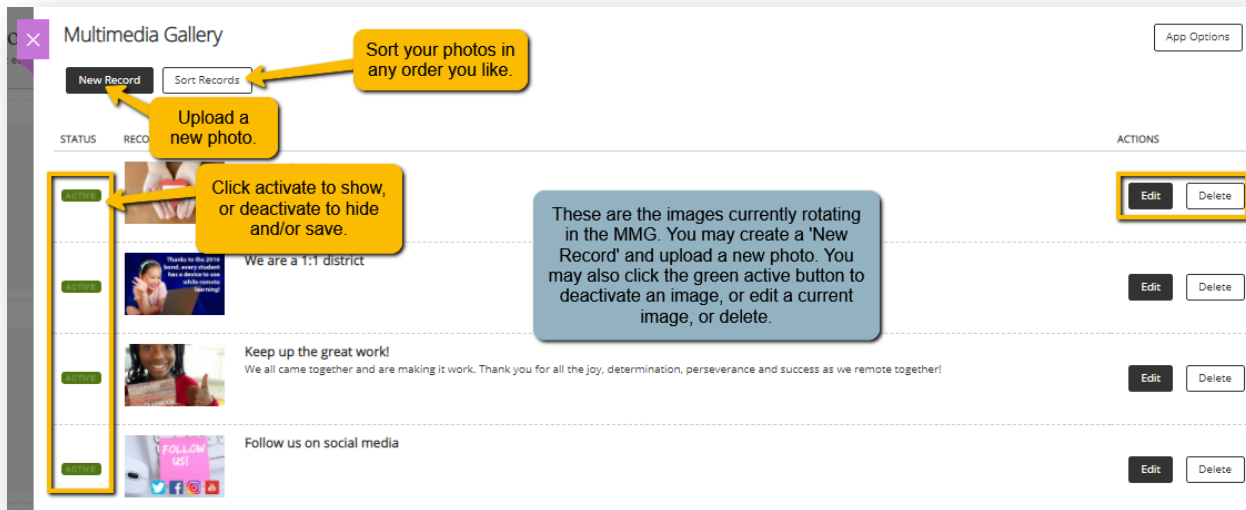 Multimedia Gallery
App Options
Sort your photos in
any order you like.
New Record
Sort Records
Upload a
new photo.
STATUS
RECO
ACTIONS
Click activate to show,
or deactivate to hide
and/or save.
ACTIVE
Edit
Delete
These are the images currently rotating
in the MMG. You may create a 'New
Record' and upload a new photo. You
may also click the green active button to
deactivate an image, or edit a current
image, or delete.
ACTIVE
Thanks to the 2016
bond, every student
has a device to use
while remote
learning!
We are a 1:1 district
Edit
Delete
ACTIVE
Keep up the great work!
We all came together and are making it work. Thank you for all the joy, determination, perseverance and success as we remote together!
Edit
Delete
ACTIVE
FOLLOW
US!
Follow us on social media
Edit
Delete